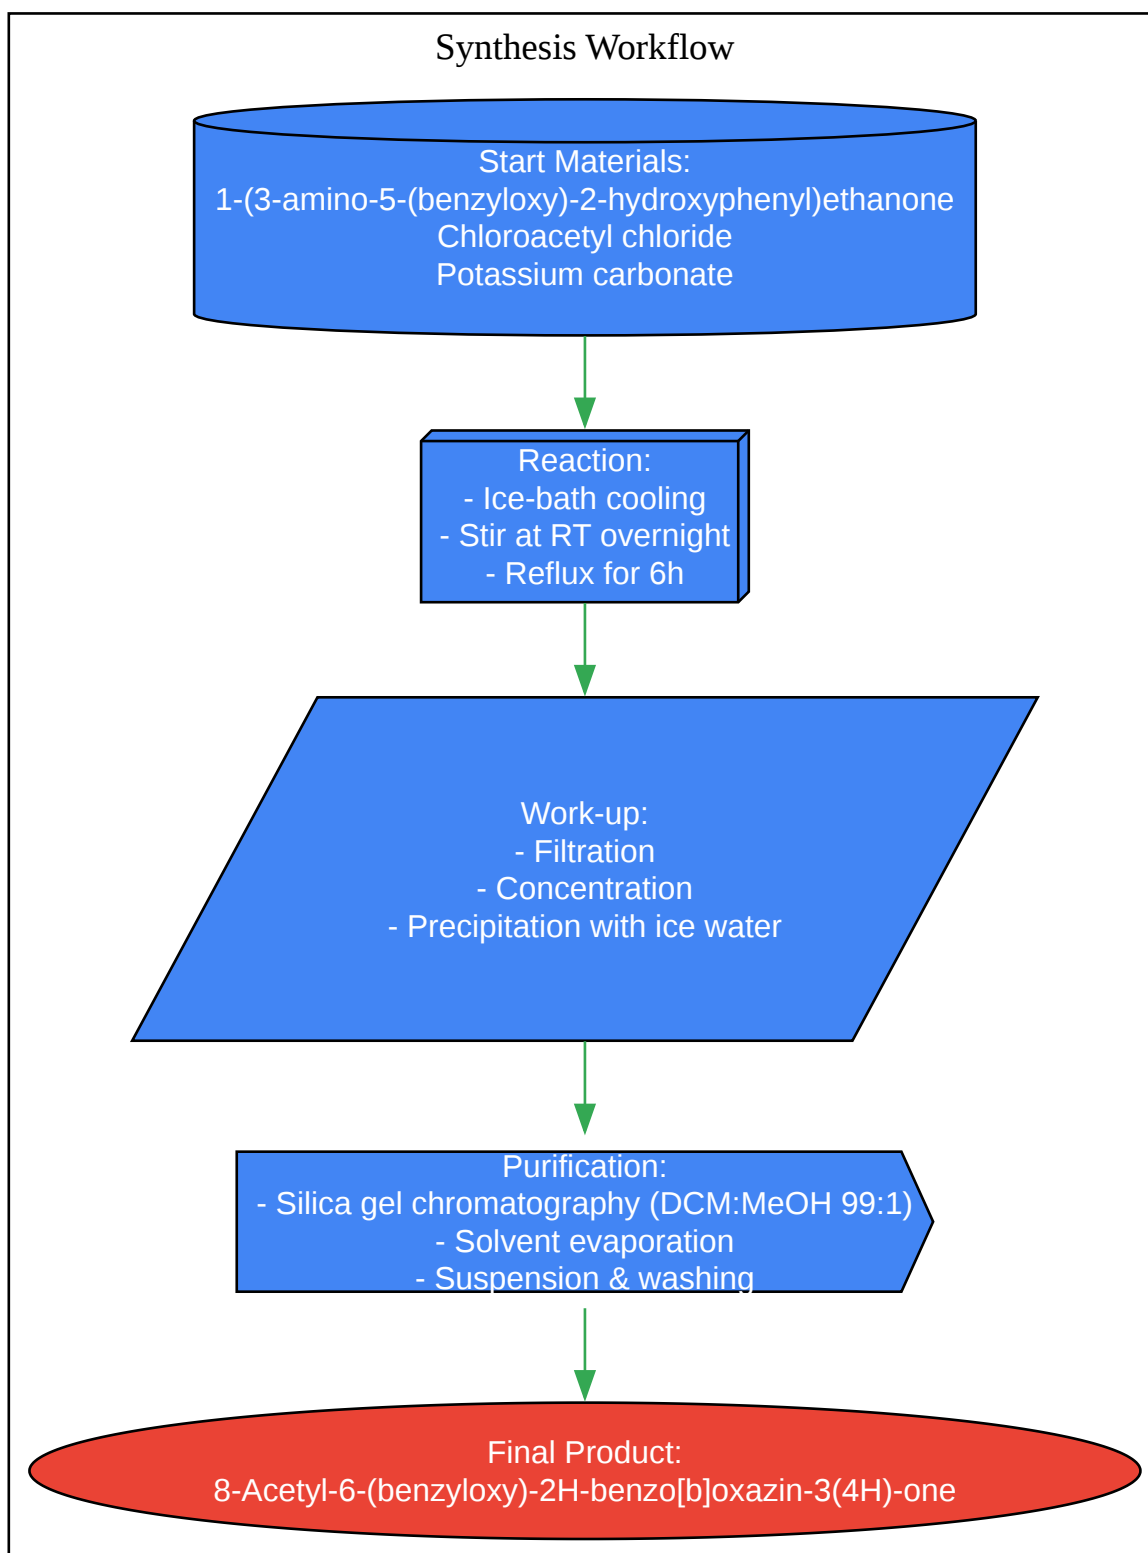 Synthesis Workflow
Start Materials:
1-(3-amino-5-(benzyloxy)-2-hydroxyphenyl)ethanone
Chloroacetyl chloride
Potassium carbonate
Reaction:
- Ice-bath cooling
- Stir at RT overnight
- Reflux for 6h
Work-up:
- Filtration
- Concentration
- Precipitation with ice water
Purification:
- Silica gel chromatography (DCM:MeOH 99:1)
- Solvent evaporation
- Suspension & washing
Final Product:
8-Acetyl-6-(benzyloxy)-2H-benzo[b]oxazin-3(4H)-one